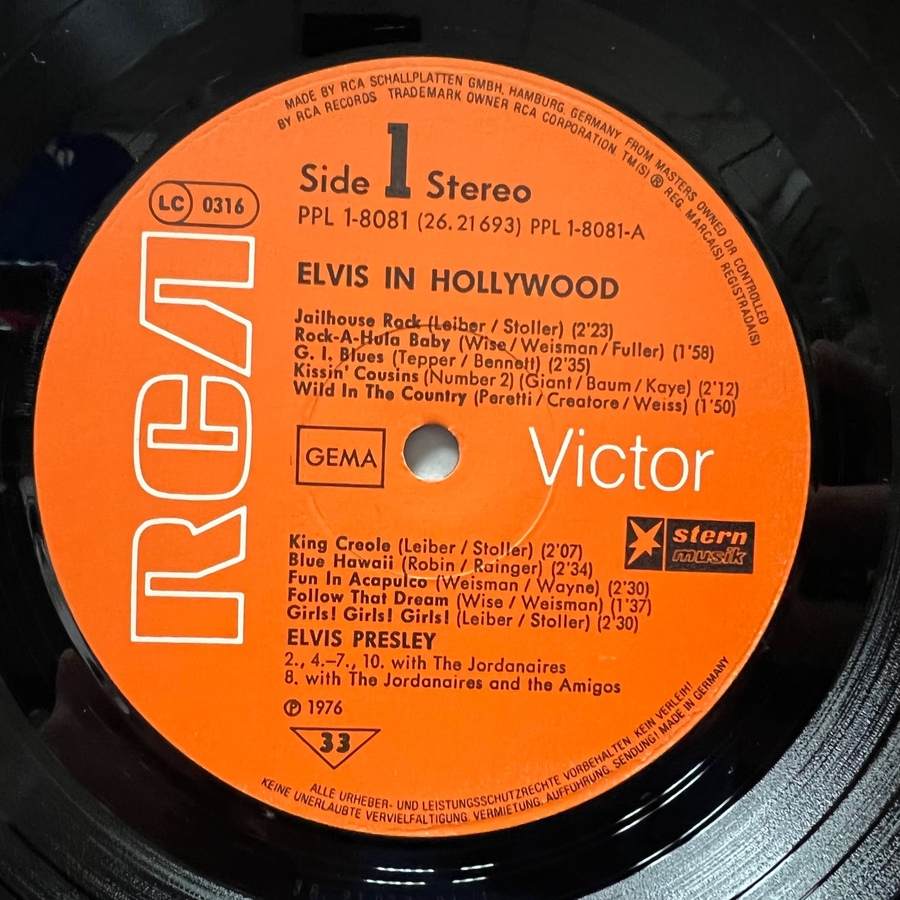 MADE BY RCA SCHALLPLATTEN GMBH, HAMBURG, GERMANY FROM MASTERS OWNED OR CONTROLLED
BY RCA RECORDS TRADEMARK OWNER RCA CORPORATION. TM(S) ® REG. MARCA(S) REGISTRADA(S)
Side 1 Stereo
LC 0316
PPL 1-8081 (26.21693) PPL 1-8081-A
RCA
ELVIS IN HOLLYWOOD
Jailhouse Rock (Leiber / Stoller) (2'23)
Rock-A-Hula Baby (Wise / Weisman / Fuller) (1'58)
G. I. Blues (Tepper / Bennett) (2'35)
Kissin' Cousins (Number 2) (Giant / Baum / Kaye) (2'12)
Wild In The Country (Peretti / Creatore / Weiss) (1'50)
GEMA
Victor
stern
musik
King Creole (Leiber / Stoller) (2'07)
Blue Hawaii (Robin / Rainger) (2'34)
Fun In Acapulco (Weisman / Wayne) (2'30)
Follow That Dream (Wise / Weisman) (1'37)
Girls! Girls! Girls! (Leiber / Stoller) (2'30)
ELVIS PRESLEY
2., 4.–7., 10. with The Jordanaires
8. with The Jordanaires and the Amigos
℗ 1976
33
ALLE URHEBER- UND LEISTUNGSSCHUTZRECHTE VORBEHALTEN. KEIN VERLEIH!
KEINE UNERLAUBTE VERVIELFÄLTIGUNG, VERMIETUNG, AUFFÜHRUNG, SENDUNG! MADE IN GERMANY